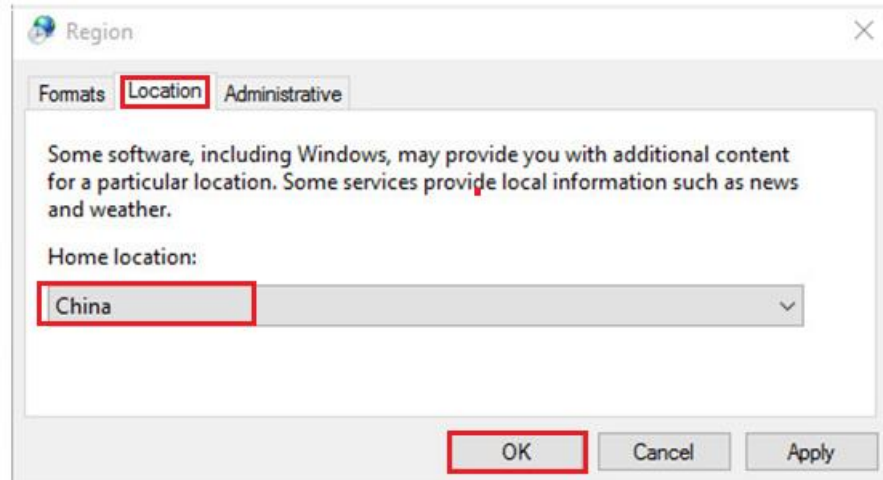 Region
Formats Location Administrative
Some software, including Windows, may provide you with additional content
for a particular location. Some services provide local information such as news
and weather.
Home location:
China
OK Cancel Apply